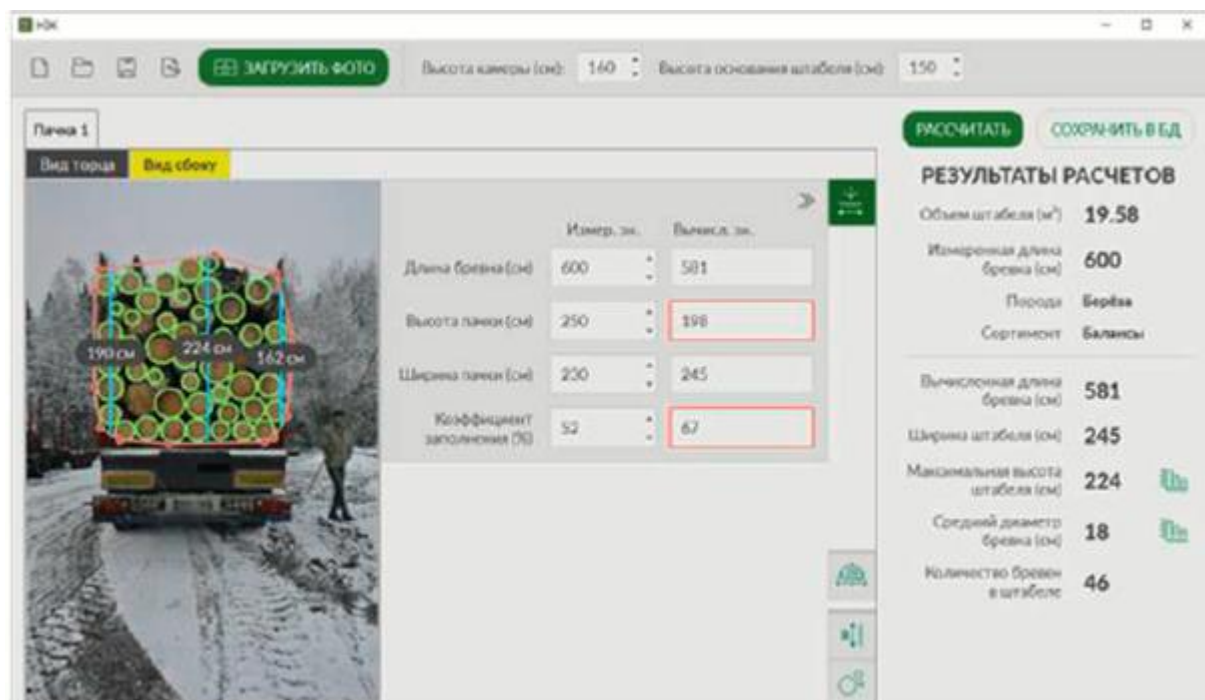 НЖ
ЗАГРУЗИТЬ ФОТО
Высота камеры (см): 160
Высота основания штабеля (см) 150
Пачка 1
Вид торца
Вид сбоку
190 см
224 см
162 см
Измер. зн.
Вычисл. зн.
Длина бревна (см) 600 581
Высота пачки (см) 250 198
Ширина пачки (см) 230 245
Коэффициент
заполнения (%) 52 67
РАССЧИТАТЬ
СОХРАНИТЬ В БД
РЕЗУЛЬТАТЫ РАСЧЕТОВ
Объем штабеля (м³) 19.58
Измеренная длина
бревна (см) 600
Порода Берёза
Сортимент Балансы
Вычисленная длина
бревна (см) 581
Ширина штабеля (см) 245
Максимальная высота
штабеля (см) 224
Средний диаметр
бревна (см) 18
Количество бревен
в штабеле 46